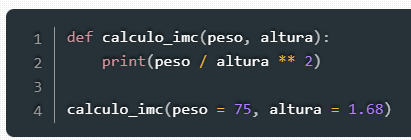 1 def calculo_imc(peso, altura):
2     print(peso / altura ** 2)
3
4 calculo_imc(peso = 75, altura = 1.68)